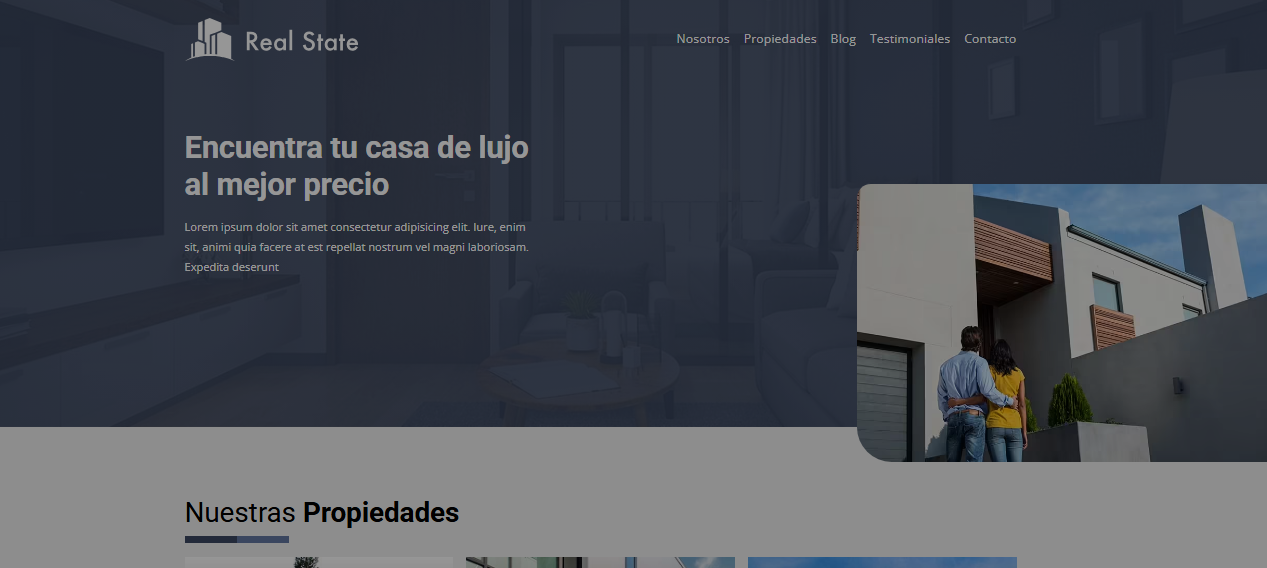 Real State
Nosotros Propiedades Blog Testimoniales Contacto
Encuentra tu casa de lujo
al mejor precio
Lorem ipsum dolor sit amet consectetur adipisicing elit. Iure, enim
sit, animi quia facere at est repellat nostrum vel magni laboriosam.
Expedita deserunt
Nuestras Propiedades